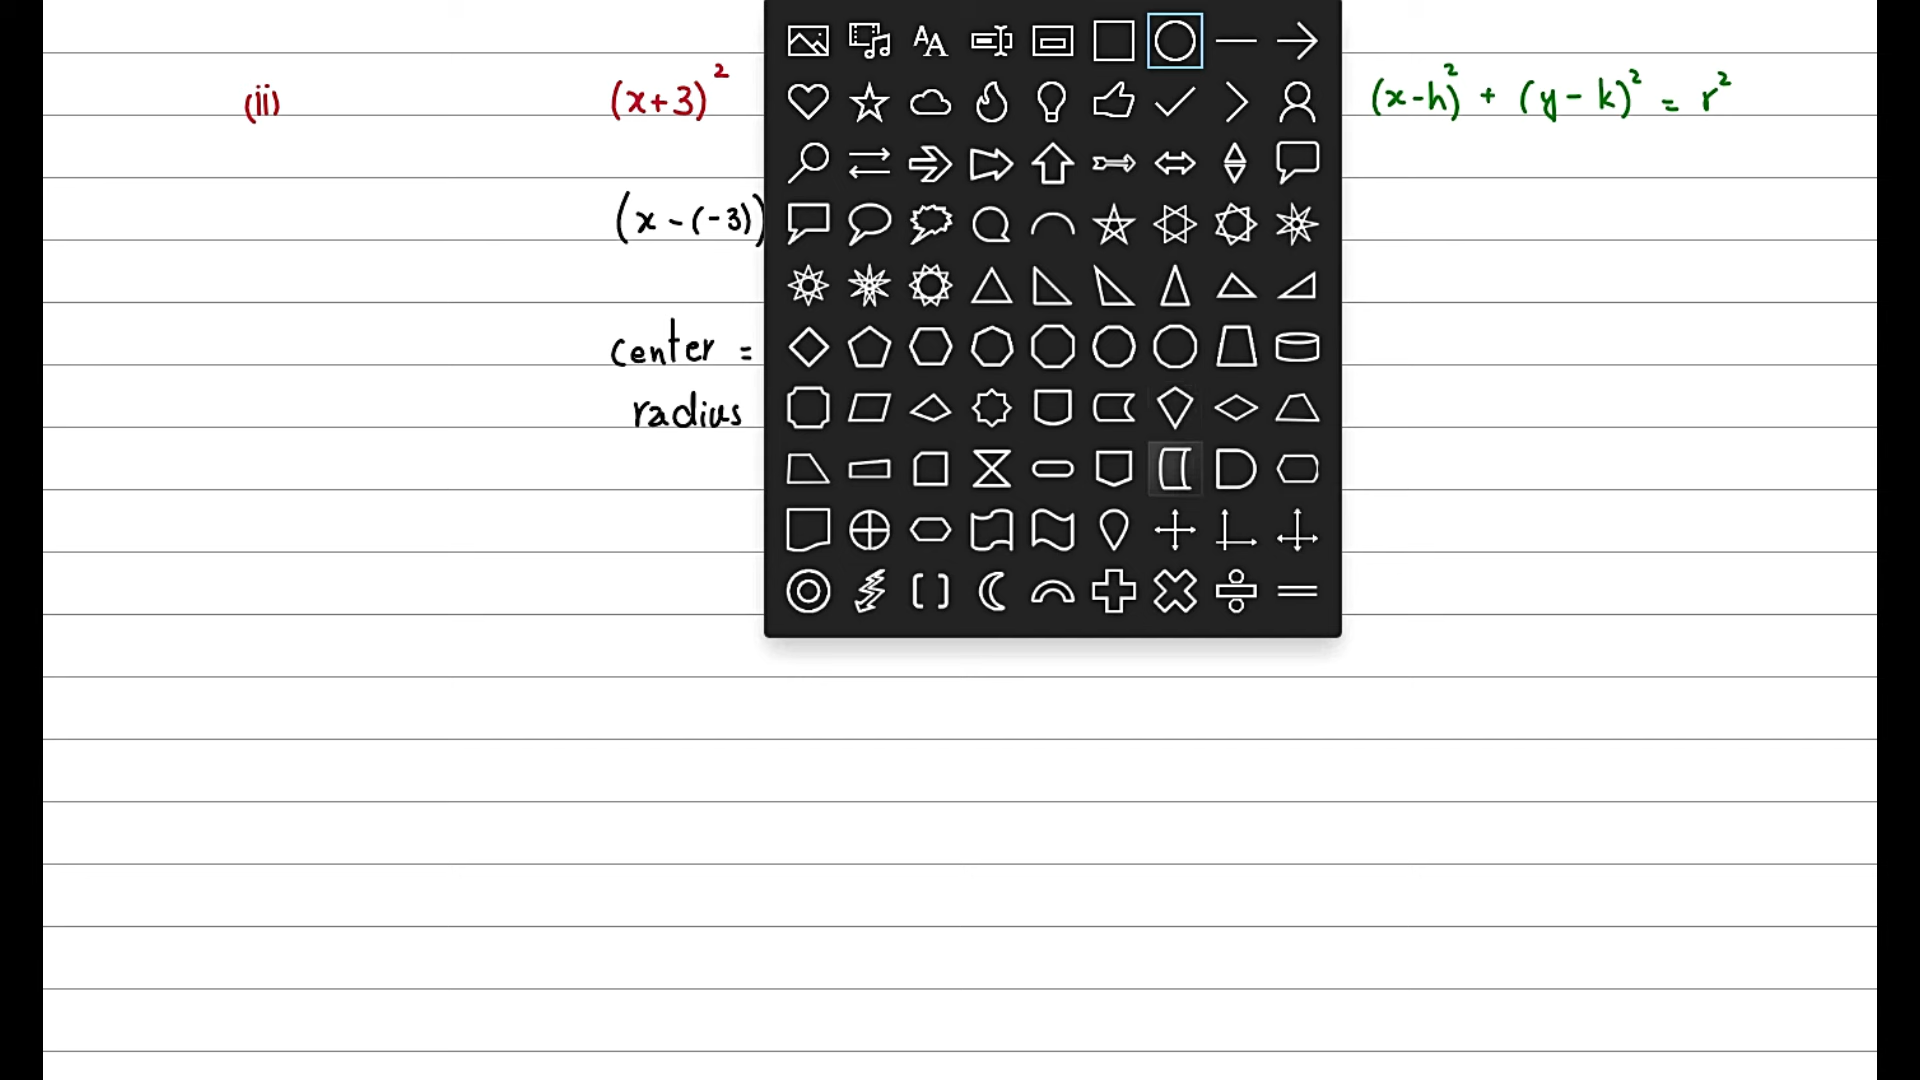 (ii) (x+3)² (x-h)² + (y-k)² = r²
(x-(-3))
center =
radius